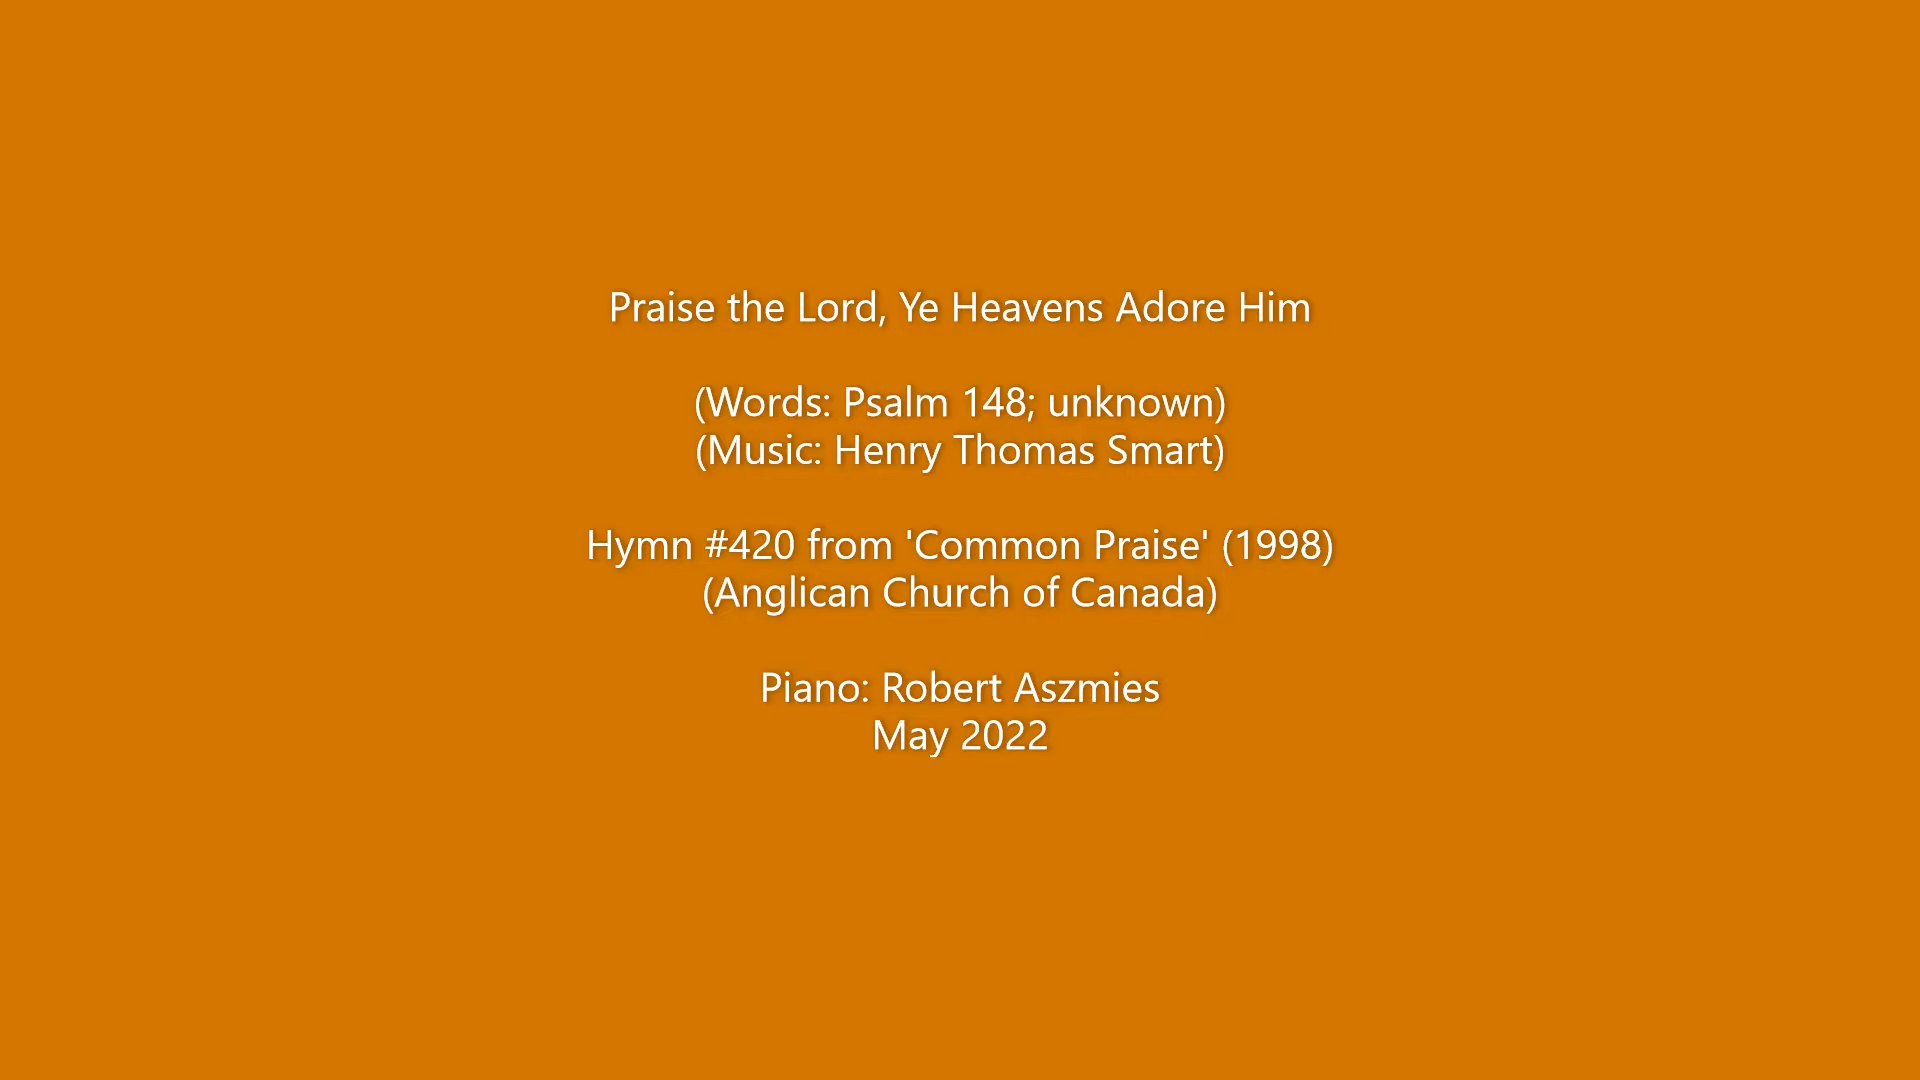 Praise the Lord, Ye Heavens Adore Him
(Words: Psalm 148; unknown)
(Music: Henry Thomas Smart)
Hymn #420 from 'Common Praise' (1998)
(Anglican Church of Canada)
Piano: Robert Aszmies
May 2022